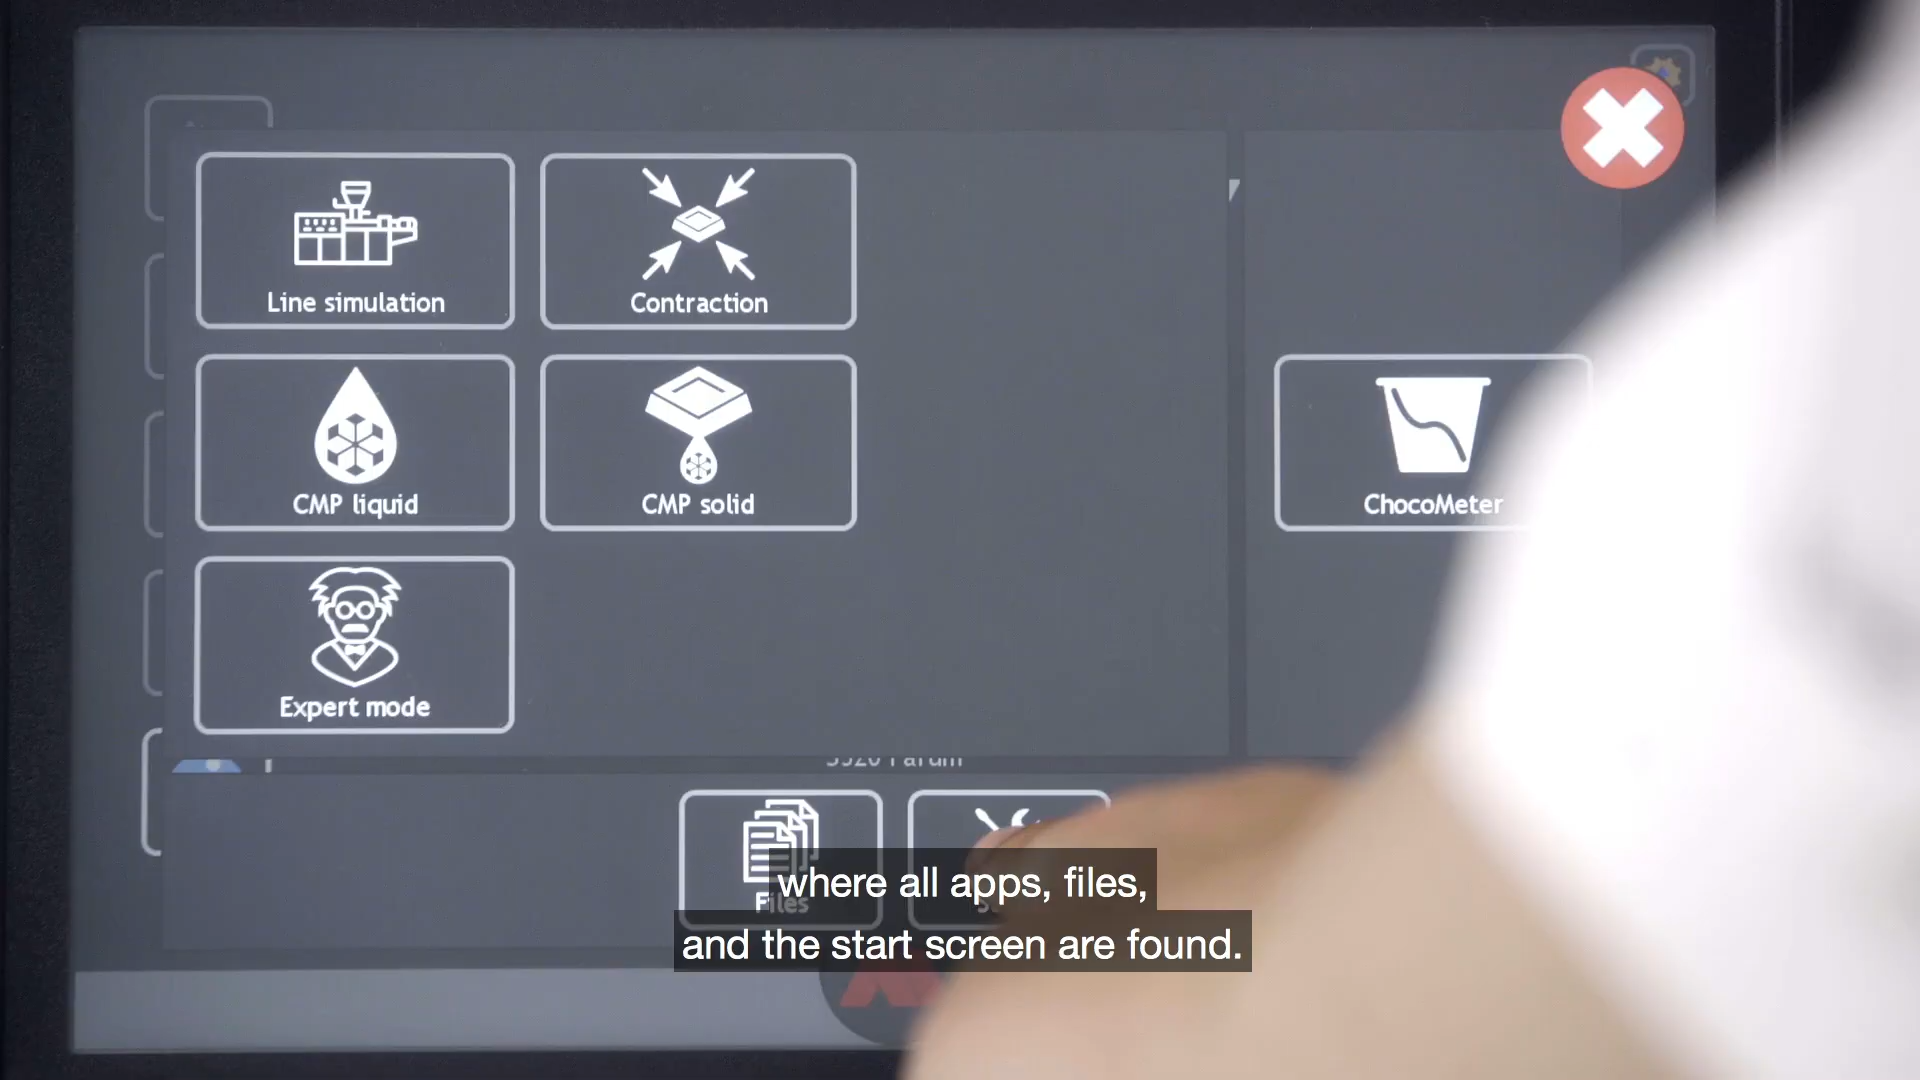 Line simulation
Contraction
CMP liquid
CMP solid
ChocoMeter
Expert mode
Files
where all apps, files,
and the start screen are found.